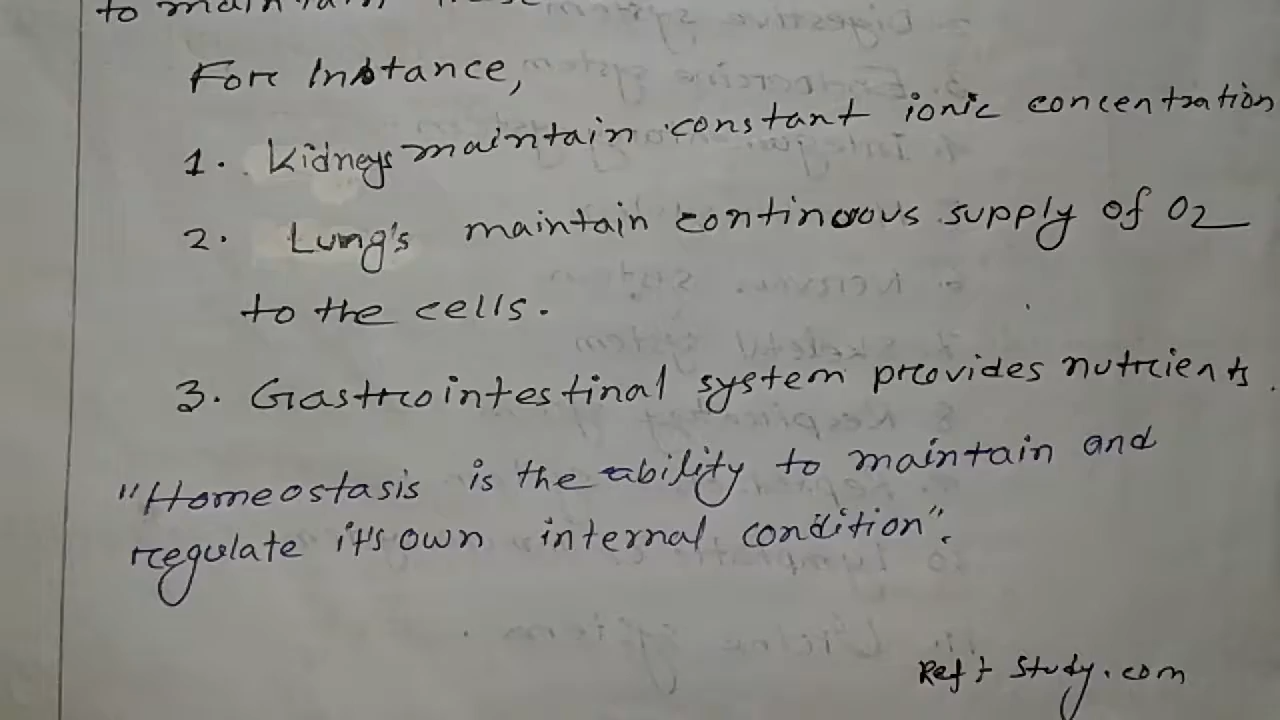 to maintain
For Instance,
1. Kidneys maintain constant ionic concentration
2. Lung's maintain continuous supply of O2
to the cells.
3. Gastrointestinal system provides nutrients.
"Homeostasis is the ability to maintain and
regulate it's own internal condition".
Ref : Study.com